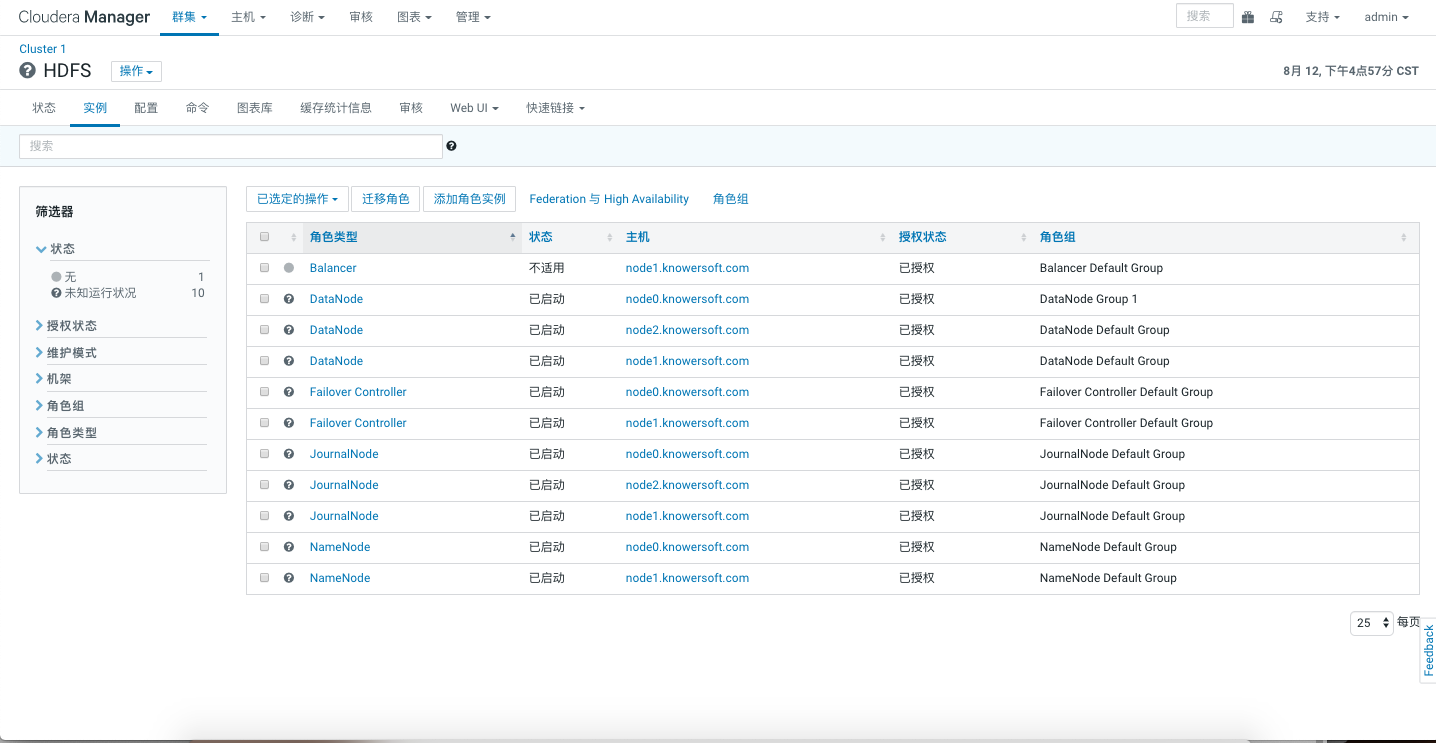 Cloudera Manager 群集 主机 诊断 审核 图表 管理 搜索 支持 admin
Cluster 1
HDFS 操作 8月 12, 下午4点57分 CST
状态 实例 配置 命令 图表库 缓存统计信息 审核 Web UI 快速链接
搜索
筛选器
状态
无 1
未知运行状况 10
授权状态
维护模式
机架
角色组
角色类型
状态
已选定的操作 迁移角色 添加角色实例 Federation 与 High Availability 角色组
角色类型 状态 主机 授权状态 角色组
Balancer 不适用 node1.knowersoft.com 已授权 Balancer Default Group
DataNode 已启动 node0.knowersoft.com 已授权 DataNode Group 1
DataNode 已启动 node2.knowersoft.com 已授权 DataNode Default Group
DataNode 已启动 node1.knowersoft.com 已授权 DataNode Default Group
Failover Controller 已启动 node0.knowersoft.com 已授权 Failover Controller Default Group
Failover Controller 已启动 node1.knowersoft.com 已授权 Failover Controller Default Group
JournalNode 已启动 node0.knowersoft.com 已授权 JournalNode Default Group
JournalNode 已启动 node2.knowersoft.com 已授权 JournalNode Default Group
JournalNode 已启动 node1.knowersoft.com 已授权 JournalNode Default Group
NameNode 已启动 node0.knowersoft.com 已授权 NameNode Default Group
NameNode 已启动 node1.knowersoft.com 已授权 NameNode Default Group
25 每页
Feedback